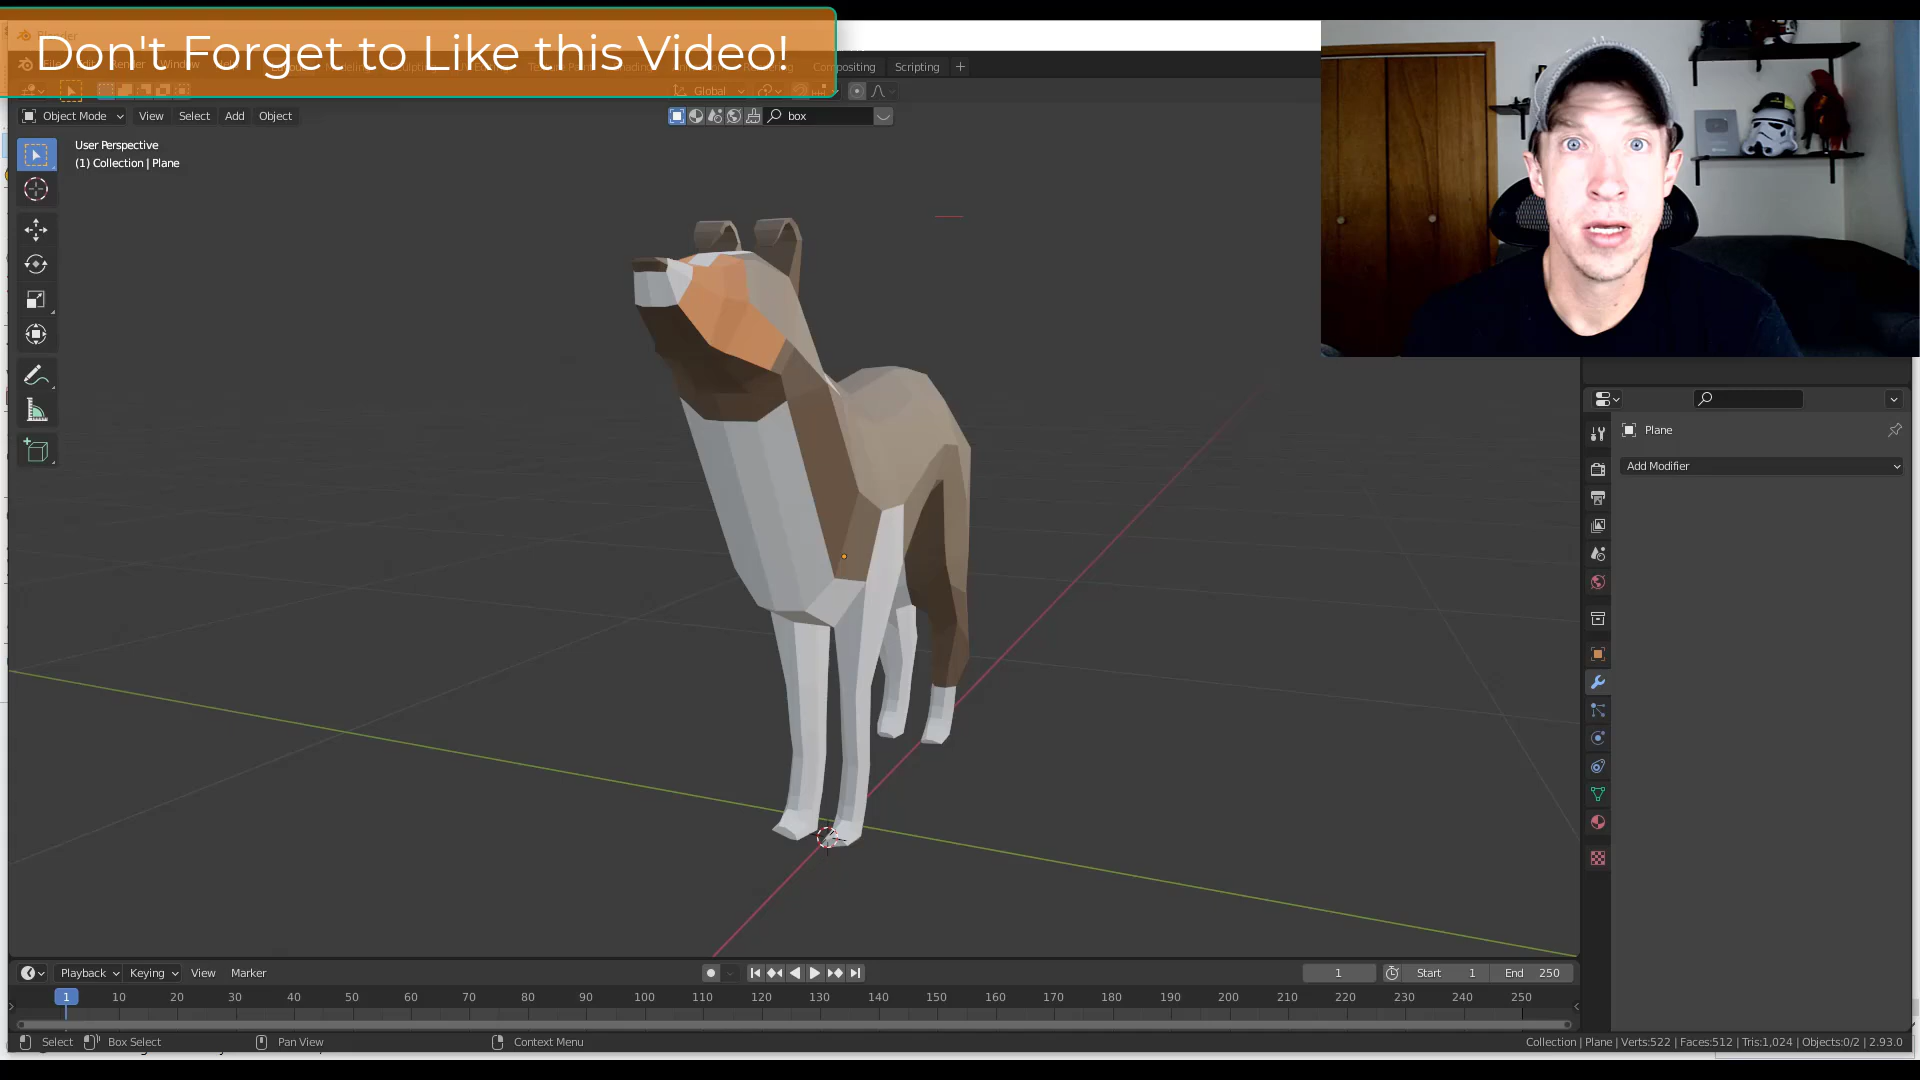 Don't Forget to Like this Video!
Compositing Scripting +
Global
Object Mode View Select Add Object
box
User Perspective
(1) Collection | Plane
Plane
Add Modifier
Playback Keying View Marker
1 Start 1 End 250
1 10 20 30 40 50 60 70 80 90 100 110 120 130 140 150 160 170 180 190 200 210 220 230 240 250
Select Box Select Pan View Context Menu
Collection | Plane | Verts:522 | Faces:512 | Tris:1,024 | Objects:0/2 | 2.93.0